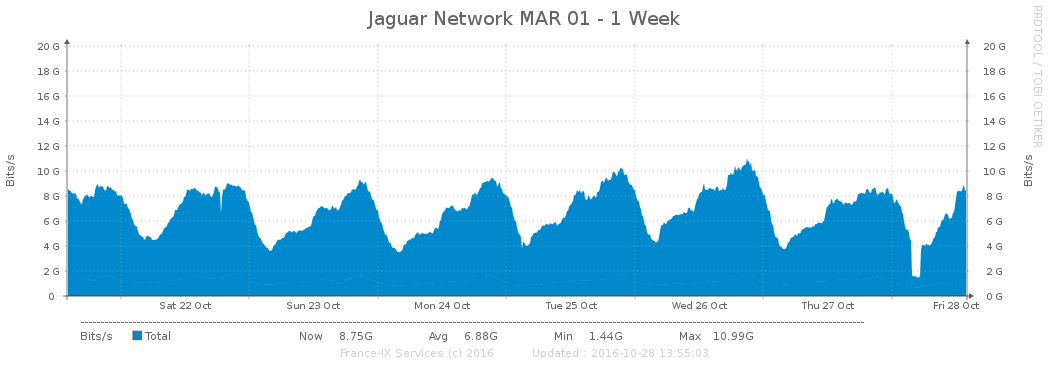 Jaguar Network MAR 01 - 1 Week
RRDTOOL / TOBI OETIKER
Bits/s
20 G 20 G
18 G 18 G
16 G 16 G
14 G 14 G
12 G 12 G
10 G 10 G
8 G 8 G
6 G 6 G
4 G 4 G
2 G 2 G
0 0 G
Bits/s
Sat 22 Oct Sun 23 Oct Mon 24 Oct Tue 25 Oct Wed 26 Oct Thu 27 Oct Fri 28 Oct
Bits/s Total Now 8.75G Avg 6.88G Min 1.44G Max 10.99G
France-IX Services (c) 2016 Updated : 2016-10-28 13:55:03